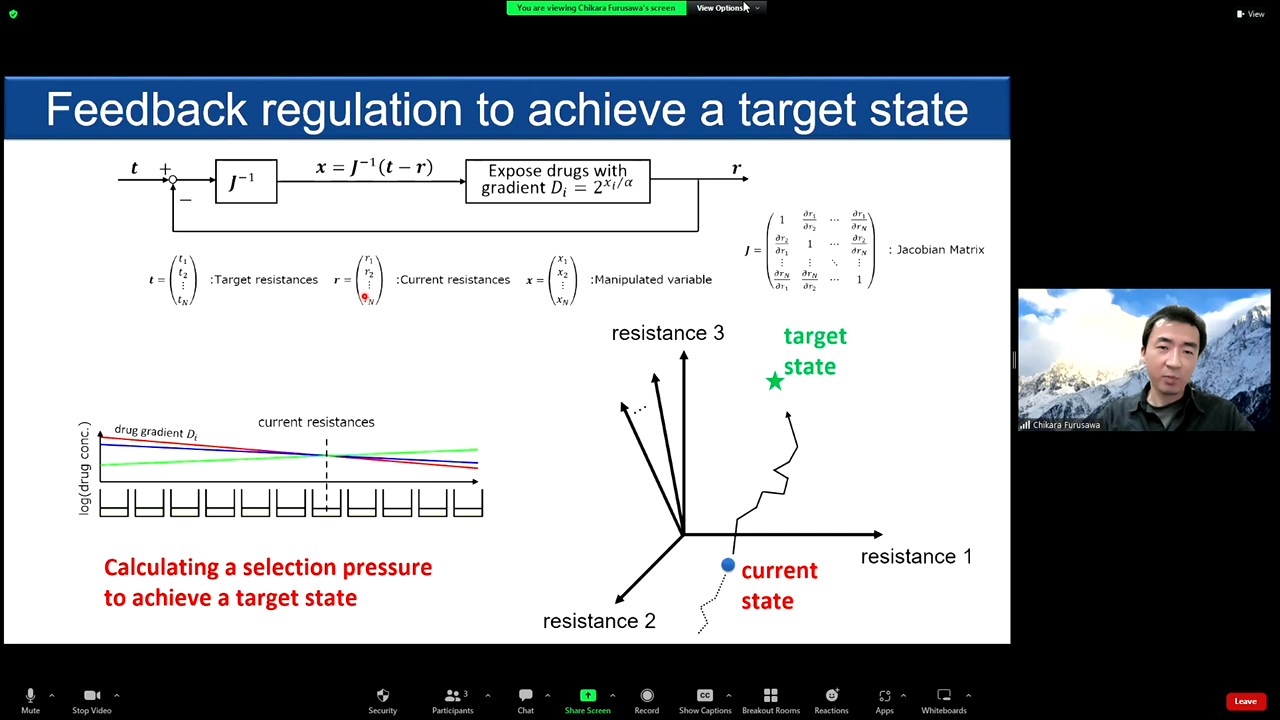 You are viewing Chikara Furusawa's screen
View Options
View
Feedback regulation to achieve a target state
t
+
−
J⁻¹
x = J⁻¹(t − r)
Expose drugs with
gradient Dᵢ = 2^{xᵢ/α}
r
t = (t₁ t₂ ⋮ t_N) :Target resistances
r = (r₁ r₂ ⋮ r_N) :Current resistances
x = (x₁ x₂ ⋮ x_N) :Manipulated variable
J = (1 ∂r₁/∂r₂ ⋯ ∂r₁/∂r_N
∂r₂/∂r₁ 1 ⋯ ∂r₂/∂r_N
⋮ ⋮ ⋱ ⋮
∂r_N/∂r₁ ∂r_N/∂r₂ ⋯ 1) : Jacobian Matrix
log(drug conc.)
drug gradient Dᵢ
current resistances
Calculating a selection pressure
to achieve a target state
resistance 3
target
state
resistance 1
current
state
resistance 2
Chikara Furusawa
Mute
Stop Video
Security
Participants
3
Chat
Share Screen
Record
CC
Show Captions
Breakout Rooms
Reactions
Apps
Whiteboards
Leave